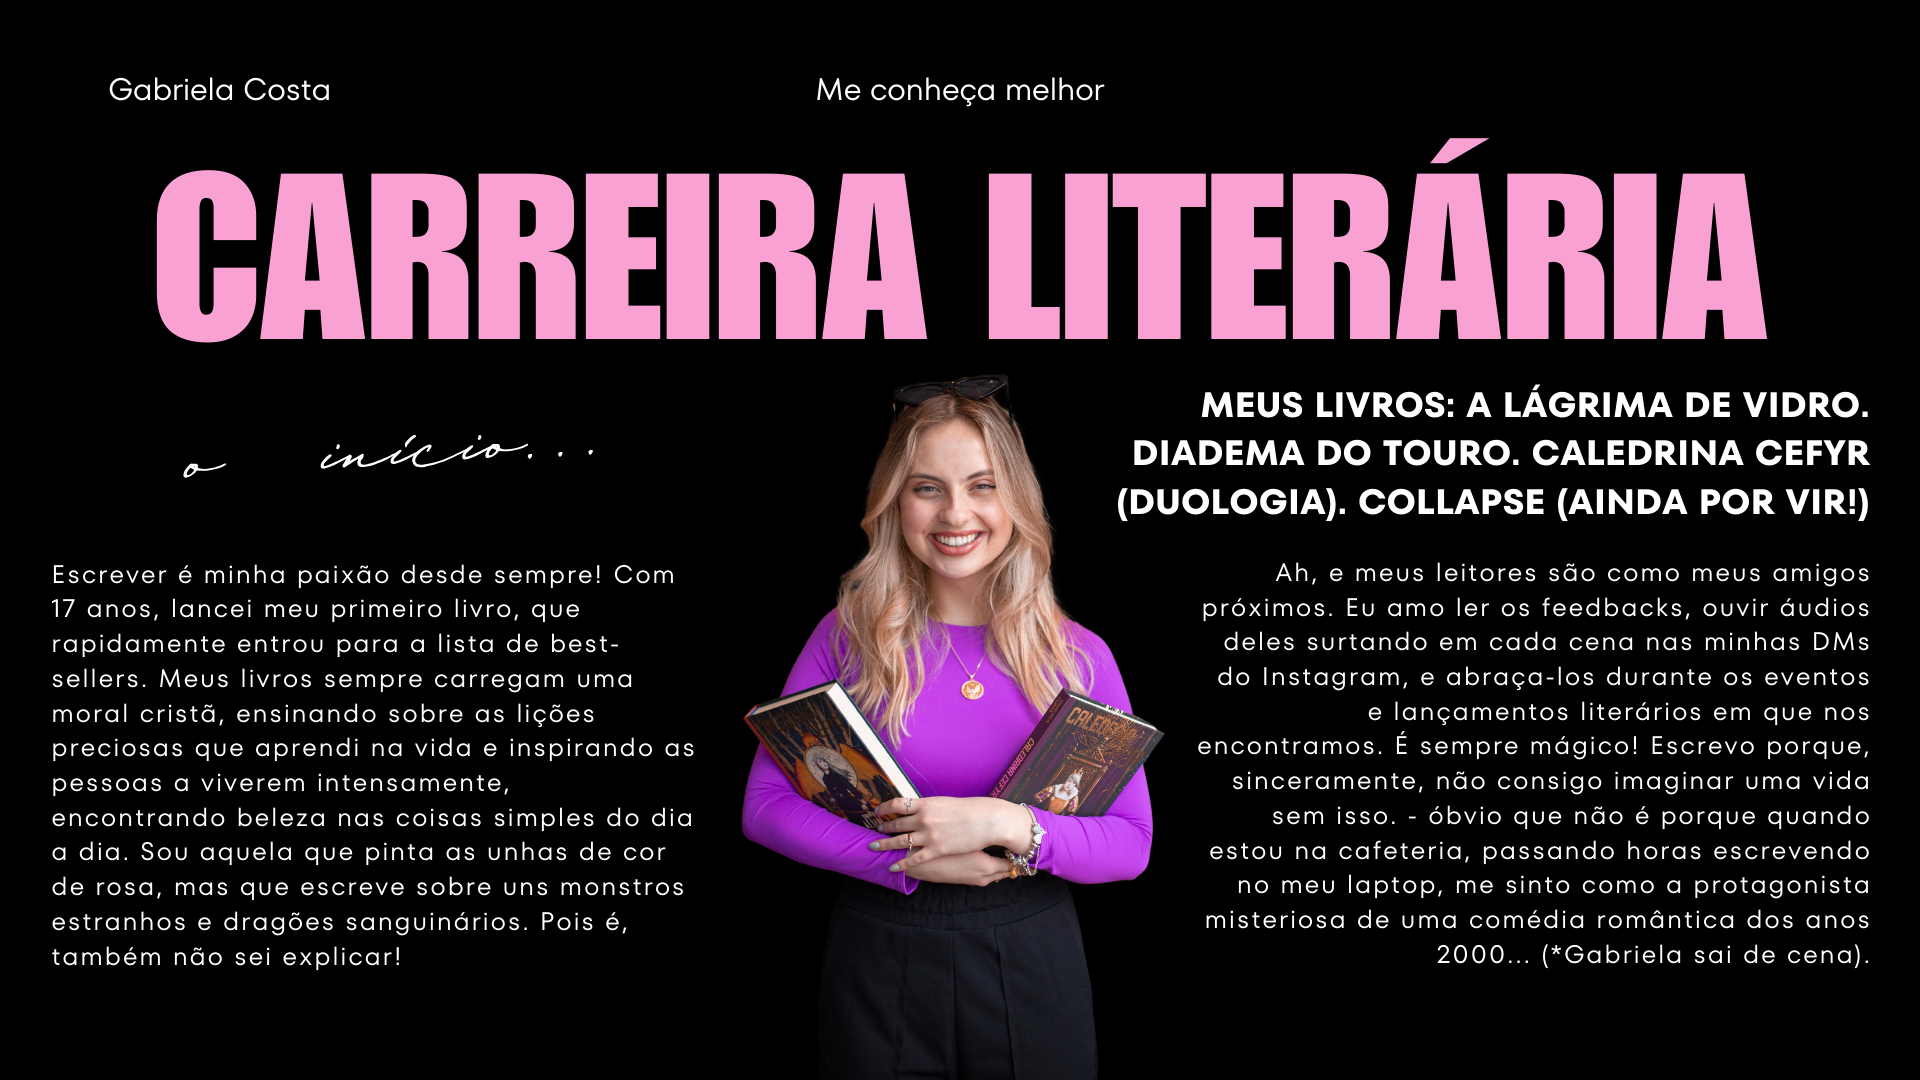 Gabriela Costa
Me conheça melhor
CARREIRA LITERÁRIA
o início...
Escrever é minha paixão desde sempre! Com
17 anos, lancei meu primeiro livro, que
rapidamente entrou para a lista de best-
sellers. Meus livros sempre carregam uma
moral cristã, ensinando sobre as lições
preciosas que aprendi na vida e inspirando as
pessoas a viverem intensamente,
encontrando beleza nas coisas simples do dia
a dia. Sou aquela que pinta as unhas de cor
de rosa, mas que escreve sobre uns monstros
estranhos e dragões sanguinários. Pois é,
também não sei explicar!
MEUS LIVROS: A LÁGRIMA DE VIDRO.
DIADEMA DO TOURO. CALEDRINA CEFYR
(DUOLOGIA). COLLAPSE (AINDA POR VIR!)
Ah, e meus leitores são como meus amigos
próximos. Eu amo ler os feedbacks, ouvir áudios
deles surtando em cada cena nas minhas DMs
do Instagram, e abraça-los durante os eventos
e lançamentos literários em que nos
encontramos. É sempre mágico! Escrevo porque,
sinceramente, não consigo imaginar uma vida
sem isso. - óbvio que não é porque quando
estou na cafeteria, passando horas escrevendo
no meu laptop, me sinto como a protagonista
misteriosa de uma comédia romântica dos anos
2000... (*Gabriela sai de cena).
CALEDRINA CEFYR